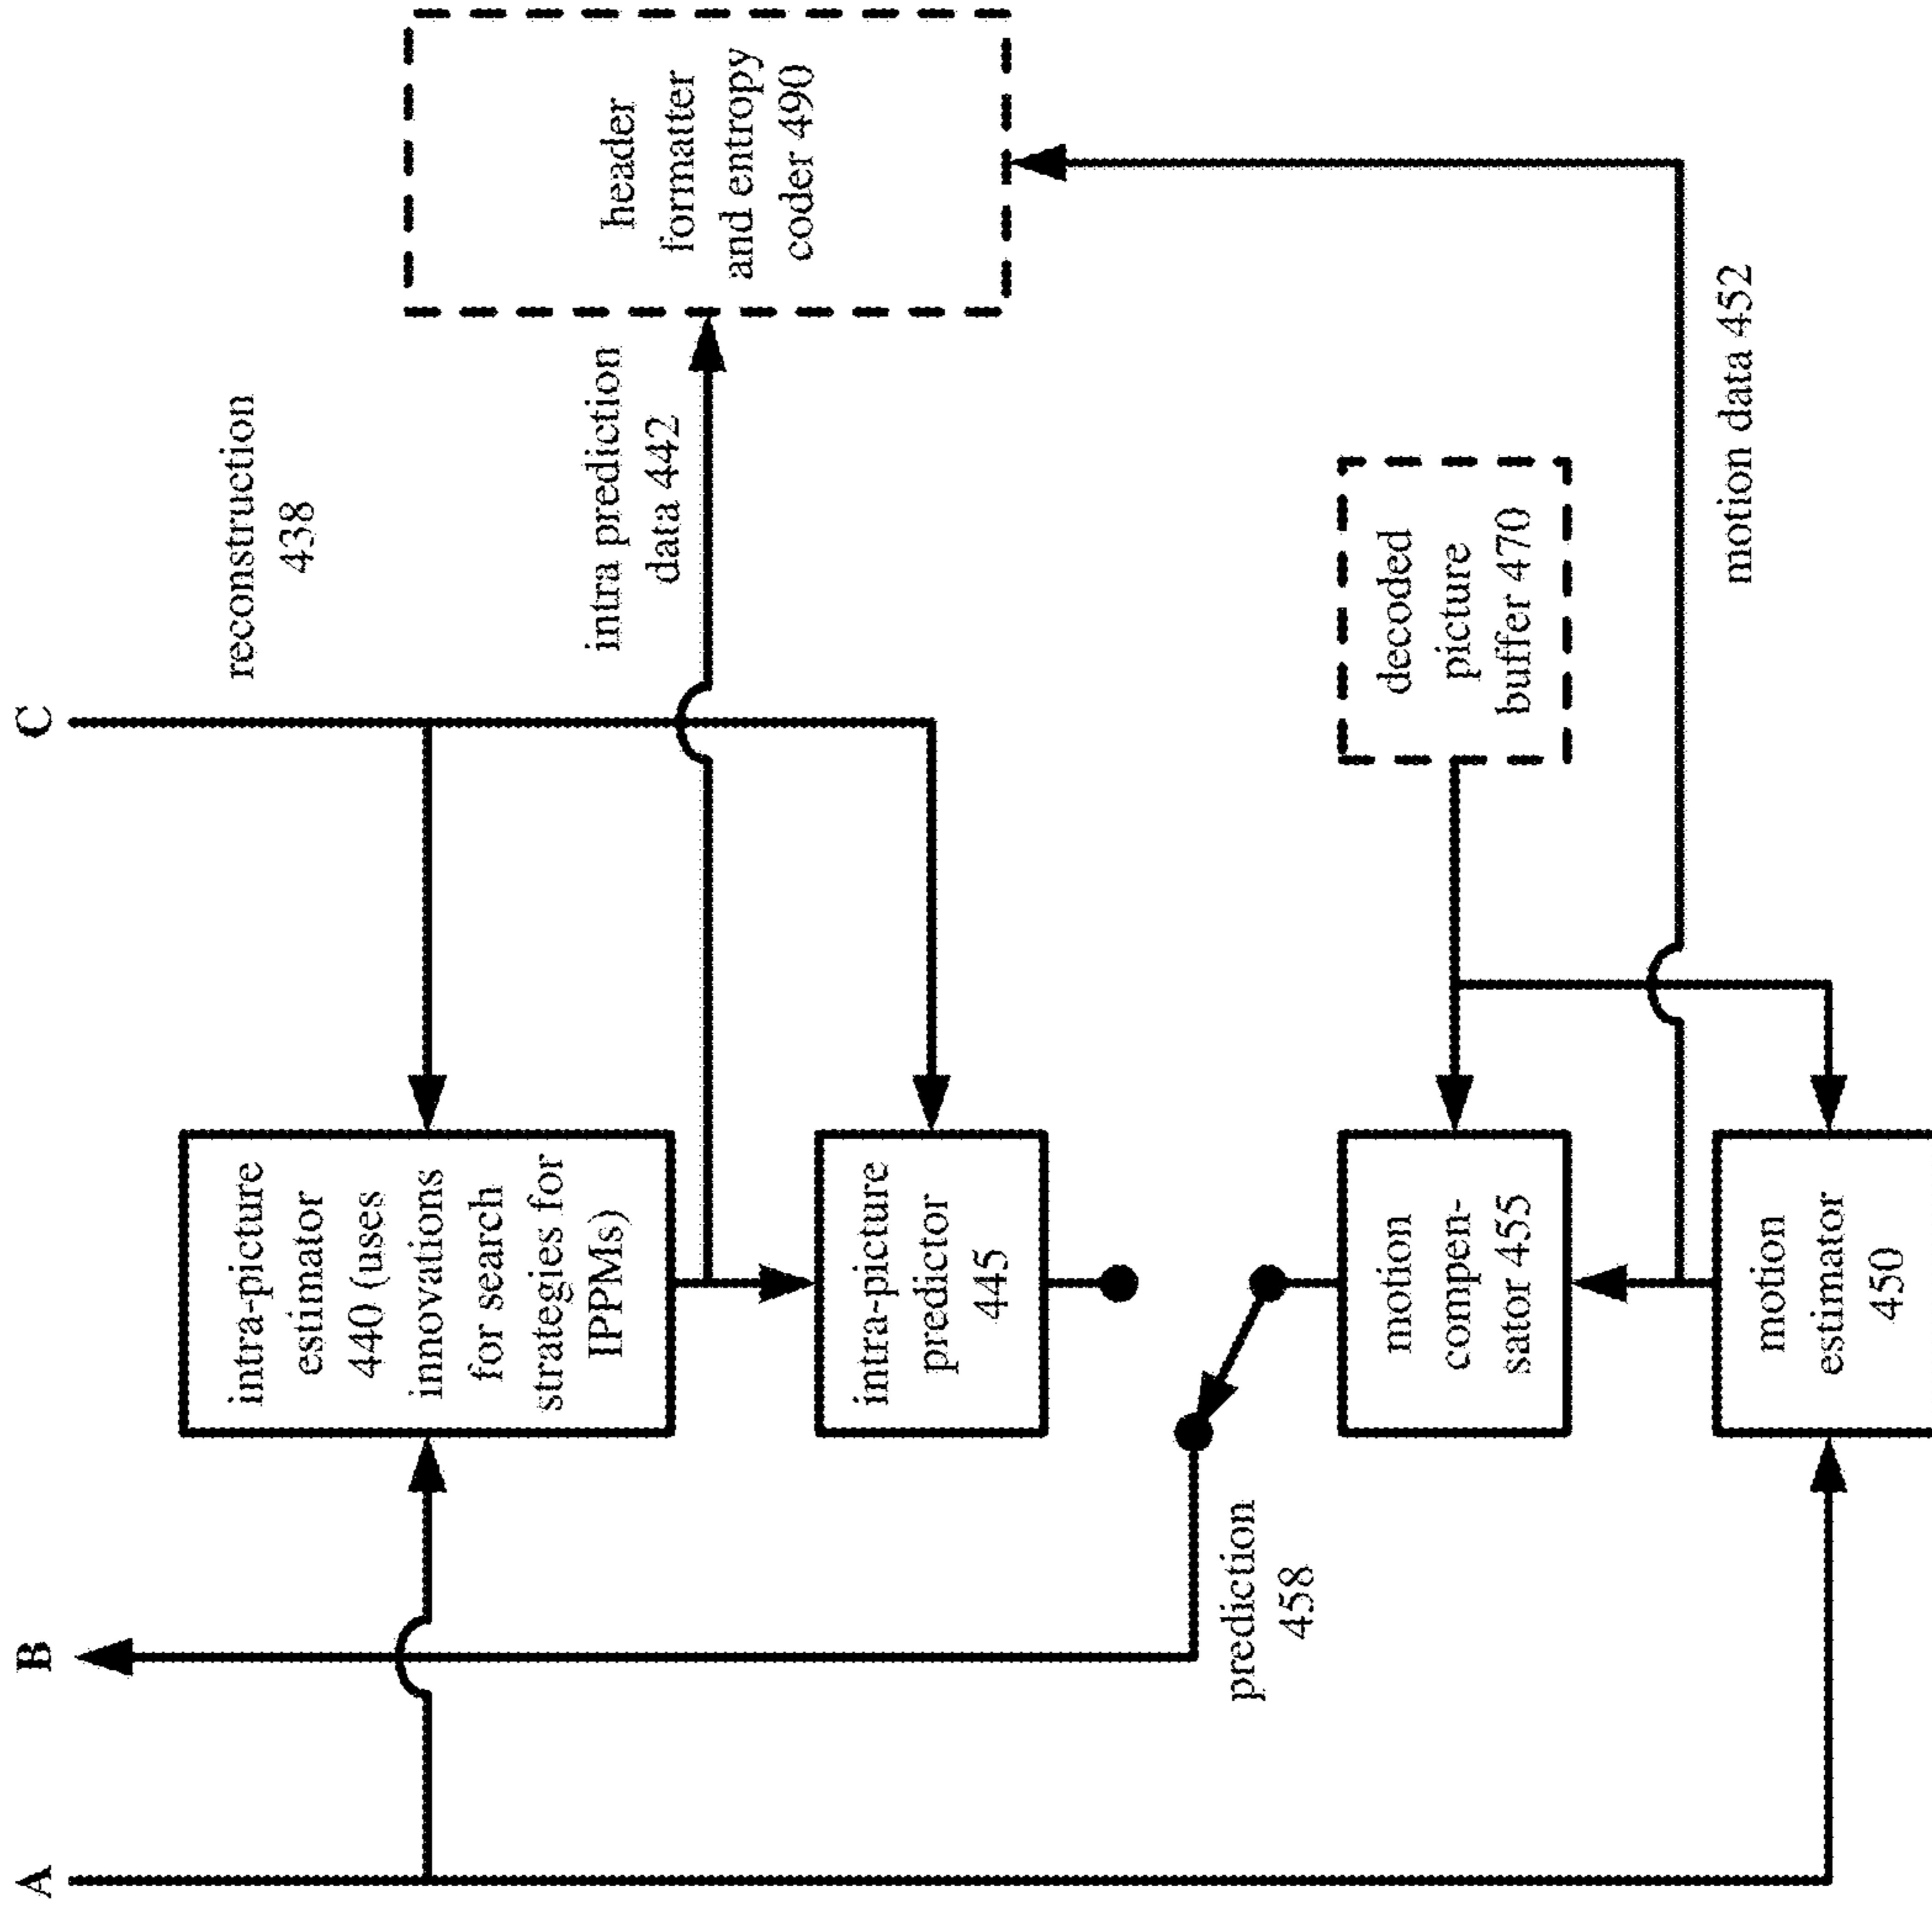 A
B
C
reconstruction
438
intra-picture
estimator
440 (uses
innovations
for search
strategies for
IPPMs)
intra prediction
data 442
header
formatter
and entropy
coder 490
intra-picture
predictor
445
prediction
458
decoded
picture
buffer 470
motion
compen-
sator 455
motion data 452
motion
estimator
450